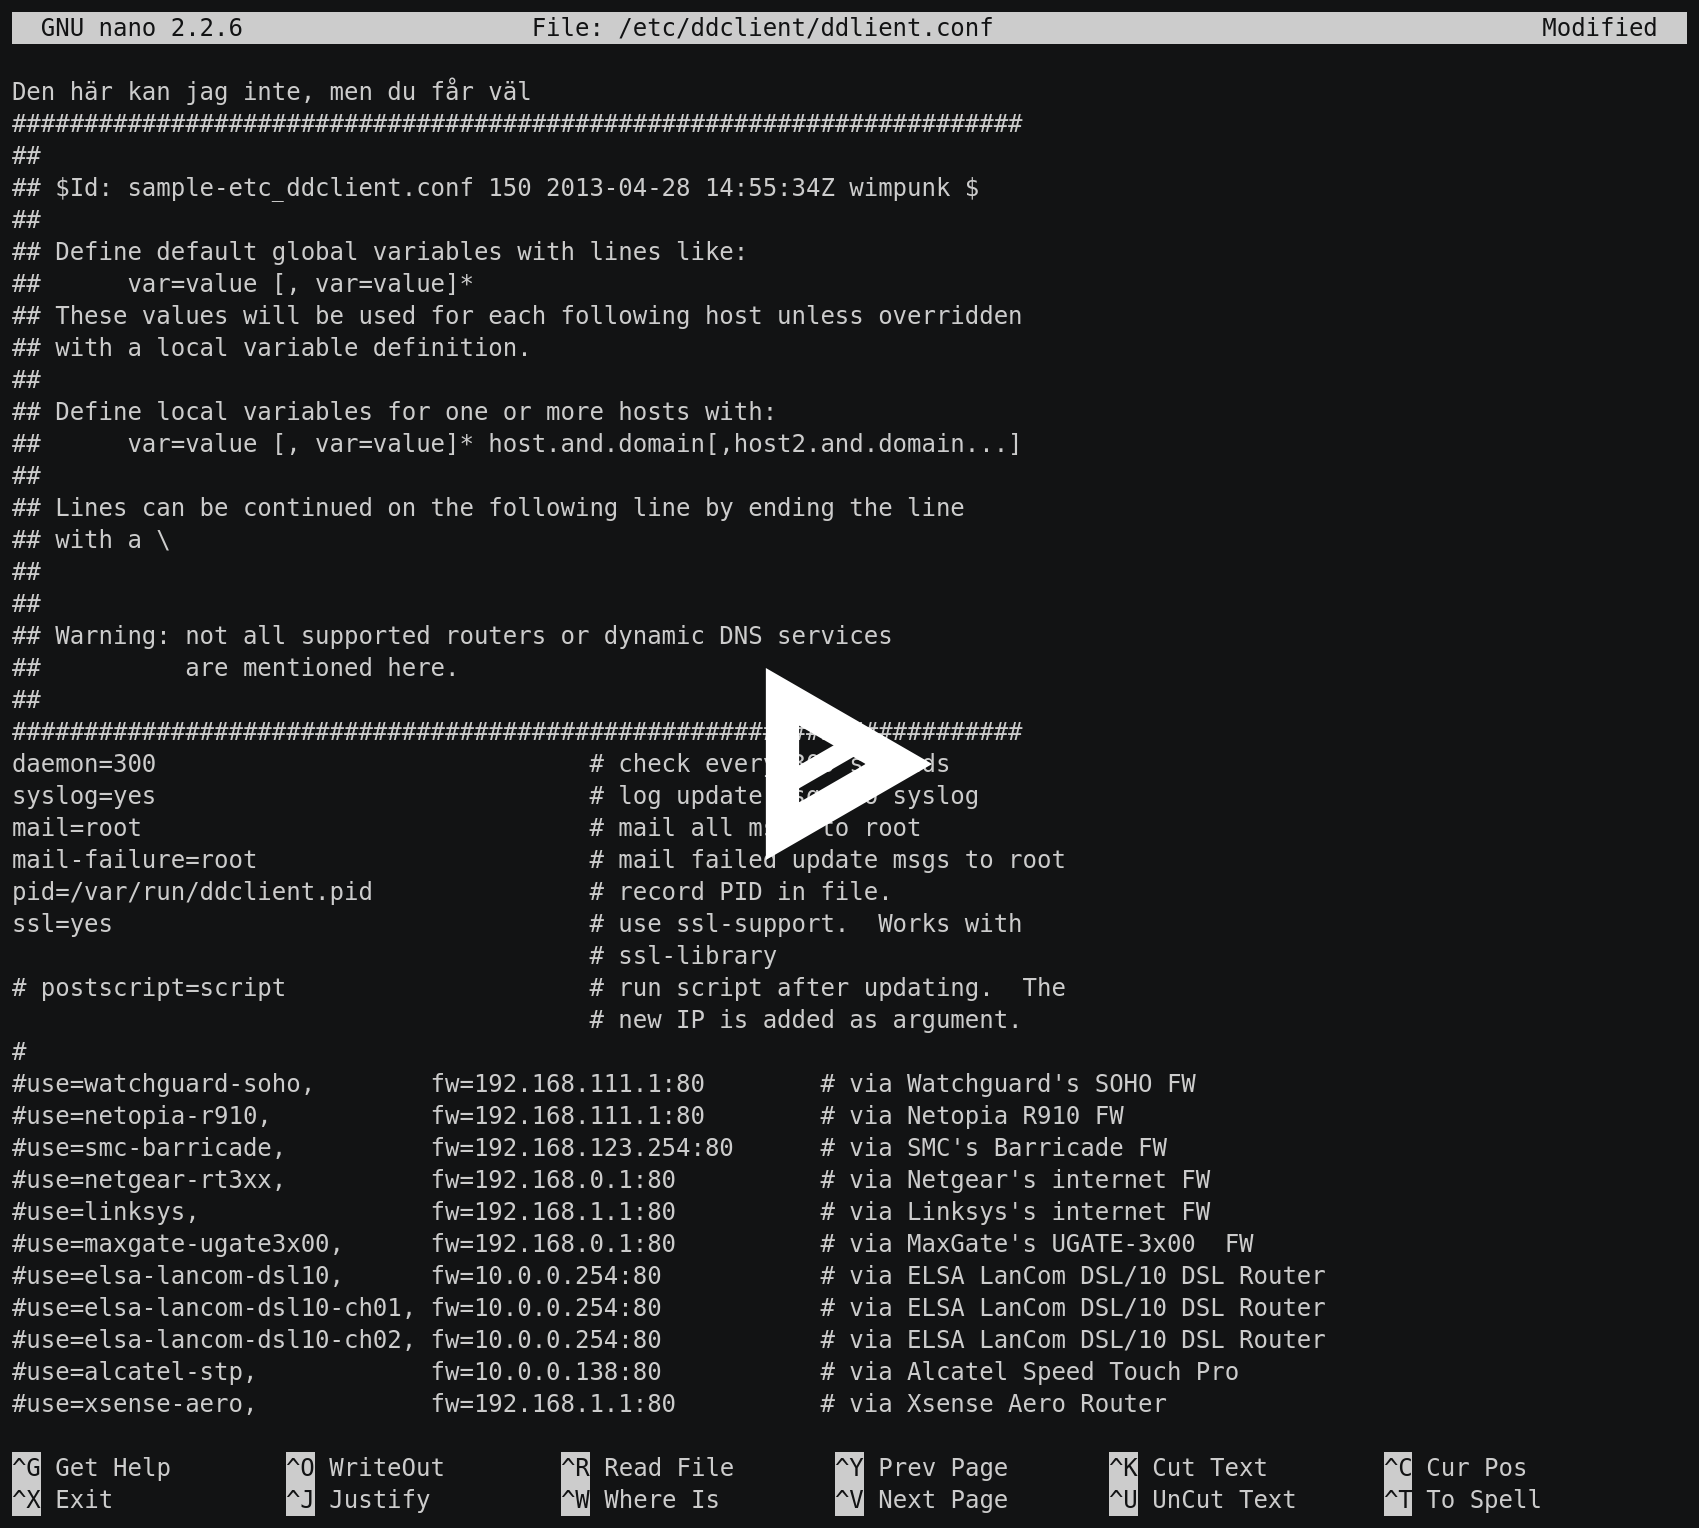 GNU nano 2.2.6                    File: /etc/ddclient/ddlient.conf                                      Modified
Den här kan jag inte, men du får väl
######################################################################
##
## $Id: sample-etc_ddclient.conf 150 2013-04-28 14:55:34Z wimpunk $
##
## Define default global variables with lines like:
##      var=value [, var=value]*
## These values will be used for each following host unless overridden
## with a local variable definition.
##
## Define local variables for one or more hosts with:
##      var=value [, var=value]* host.and.domain[,host2.and.domain...]
##
## Lines can be continued on the following line by ending the line
## with a \
##
##
## Warning: not all supported routers or dynamic DNS services
##          are mentioned here.
##
######################################################################
daemon=300                              # check every
syslog=yes                              # log update syslog
mail=root                               # mail all to root
mail-failure=root                       # mail failed update msgs to root
pid=/var/run/ddclient.pid               # record PID in file.
ssl=yes                                 # use ssl-support.  Works with
                                        # ssl-library
# postscript=script                     # run script after updating.  The
                                        # new IP is added as argument.
#
#use=watchguard-soho,        fw=192.168.111.1:80        # via Watchguard's SOHO FW
#use=netopia-r910,           fw=192.168.111.1:80        # via Netopia R910 FW
#use=smc-barricade,          fw=192.168.123.254:80      # via SMC's Barricade FW
#use=netgear-rt3xx,          fw=192.168.0.1:80          # via Netgear's internet FW
#use=linksys,                fw=192.168.1.1:80          # via Linksys's internet FW
#use=maxgate-ugate3x00,      fw=192.168.0.1:80          # via MaxGate's UGATE-3x00  FW
#use=elsa-lancom-dsl10,      fw=10.0.0.254:80           # via ELSA LanCom DSL/10 DSL Router
#use=elsa-lancom-dsl10-ch01, fw=10.0.0.254:80           # via ELSA LanCom DSL/10 DSL Router
#use=elsa-lancom-dsl10-ch02, fw=10.0.0.254:80           # via ELSA LanCom DSL/10 DSL Router
#use=alcatel-stp,            fw=10.0.0.138:80           # via Alcatel Speed Touch Pro
#use=xsense-aero,            fw=192.168.1.1:80          # via Xsense Aero Router
^G Get Help        ^O WriteOut        ^R Read File       ^Y Prev Page       ^K Cut Text        ^C Cur Pos
^X Exit            ^J Justify         ^W Where Is        ^V Next Page       ^U UnCut Text      ^T To Spell